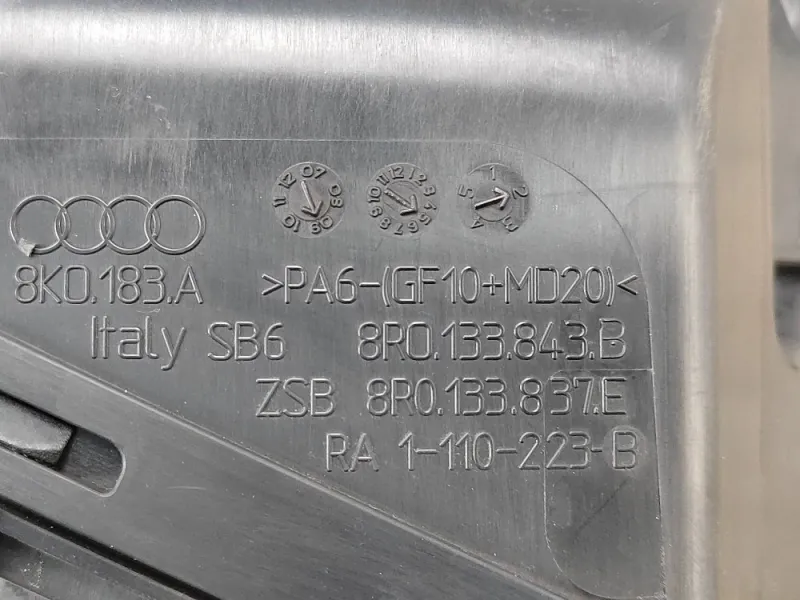 8K0.183.A >PA6-(GF10+MD20)<
Italy SB6 8R0.133.843.B
ZSB 8R0.133.837.E
RA 1-110-223-B